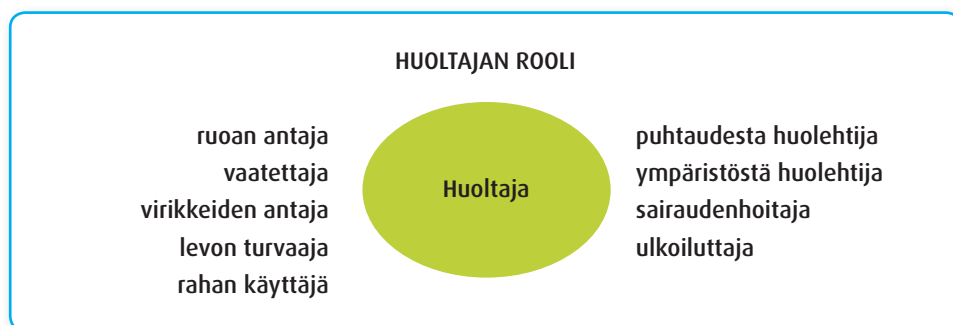 HUOLTAJAN ROOLI
ruoan antaja
vaatettaja
virikkeiden antaja
levon turvaaja
rahan käyttäjä
Huoltaja
puhtaudesta huolehtija
ympäristöstä huolehtija
sairaudenhoitaja
ulkoiluttaja